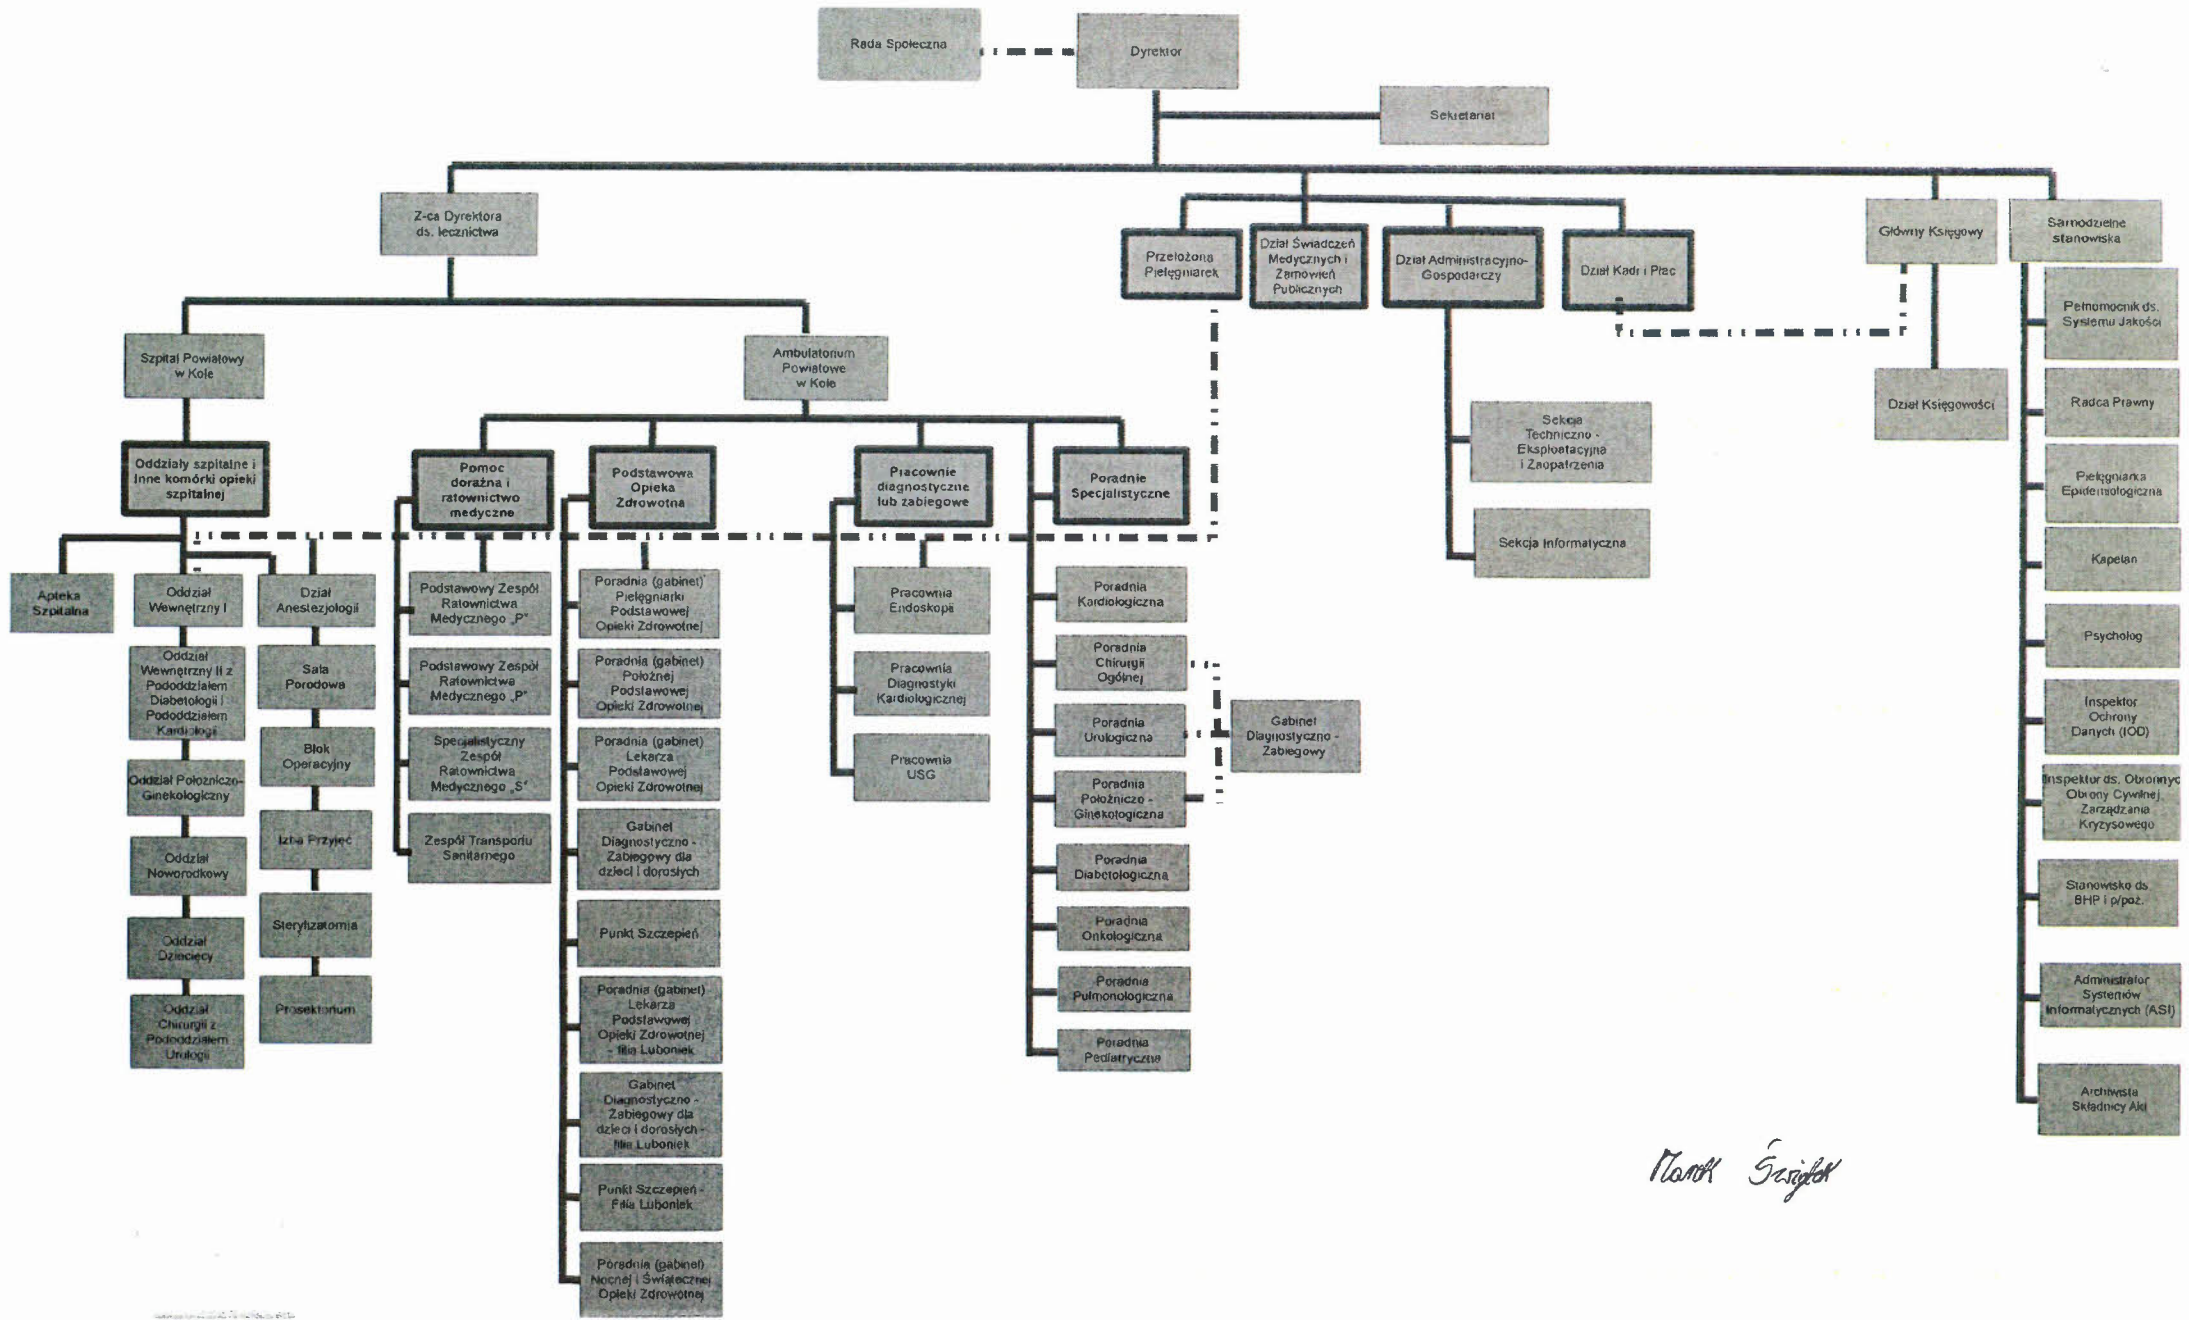 Rada Społeczna
Dyrektor
Sekretariat
Z-ca Dyrektora
ds. lecznictwa
Przełożona
Pielęgniarek
Dział Świadczeń
Medycznych i
Zamówień
Publicznych
Dział Administracyjno-
Gospodarczy
Dział Kadr i Płac
Główny Księgowy
Samodzielne
stanowiska
Szpital Powiatowy
w Kole
Ambulatorium
Powiatowe
w Kole
Oddziały szpitalne i
Inne komórki opieki
szpitalnej
Pomoc
doraźna i
ratownictwo
medyczne
Podstawowa
Opieka
Zdrowotna
Pracownie
diagnostyczne
lub zabiegowe
Poradnie
Specjalistyczne
Sekcja
Techniczno -
Eksploatacyjna
i Zaopatrzenia
Sekcja Informatyczna
Dział Księgowości
Apteka
Szpitalna
Oddział
Wewnętrzny I
Oddział
Wewnętrzny II z
Pododdziałem
Diabetologii i
Pododdziałem
Kardiologii
Oddział Położniczo-
Ginekologiczny
Oddział
Noworodkowy
Oddział
Dziecięcy
Oddział
Chirurgii z
Pododdziałem
Urologii
Dział
Anestezjologii
Sala
Porodowa
Blok
Operacyjny
Izba Przyjęć
Sterylizatornia
Prosektorium
Podstawowy Zespół
Ratownictwa
Medycznego „P”
Podstawowy Zespół
Ratownictwa
Medycznego „P”
Specjalistyczny
Zespół
Ratownictwa
Medycznego „S”
Zespół Transportu
Sanitarnego
Poradnia (gabinet)
Pielęgniarki
Podstawowej
Opieki Zdrowotnej
Poradnia (gabinet)
Położnej
Podstawowej
Opieki Zdrowotnej
Poradnia (gabinet)
Lekarza
Podstawowej
Opieki Zdrowotnej
Gabinet
Diagnostyczno -
Zabiegowy dla
dzieci i dorosłych
Punkt Szczepień
Poradnia (gabinet)
Lekarza
Podstawowej
Opieki Zdrowotnej
- filia Luboniek
Gabinet
Diagnostyczno -
Zabiegowy dla
dzieci i dorosłych -
filia Luboniek
Punkt Szczepień -
Filia Luboniek
Poradnia (gabinet)
Nocnej i Świątecznej
Opieki Zdrowotnej
Pracownia
Endoskopii
Pracownia
Diagnostyki
Kardiologicznej
Pracownia
USG
Poradnia
Kardiologiczna
Poradnia
Chirurgii
Ogólnej
Poradnia
Urologiczna
Poradnia
Położniczo -
Ginekologiczna
Poradnia
Diabetologiczna
Poradnia
Onkologiczna
Poradnia
Pulmonologiczna
Poradnia
Pediatryczna
Gabinet
Diagnostyczno -
Zabiegowy
Pełnomocnik ds.
Systemu Jakości
Radca Prawny
Pielęgniarka
Epidemiologiczna
Kapelan
Psycholog
Inspektor
Ochrony
Danych (IOD)
Inspektor ds. Obronnyc
Obrony Cywilnej,
Zarządzania
Kryzysowego
Stanowisko ds.
BHP i p/poż.
Administrator
Systemów
Informatycznych (ASI)
Archiwista
Składnicy Akt
Marek